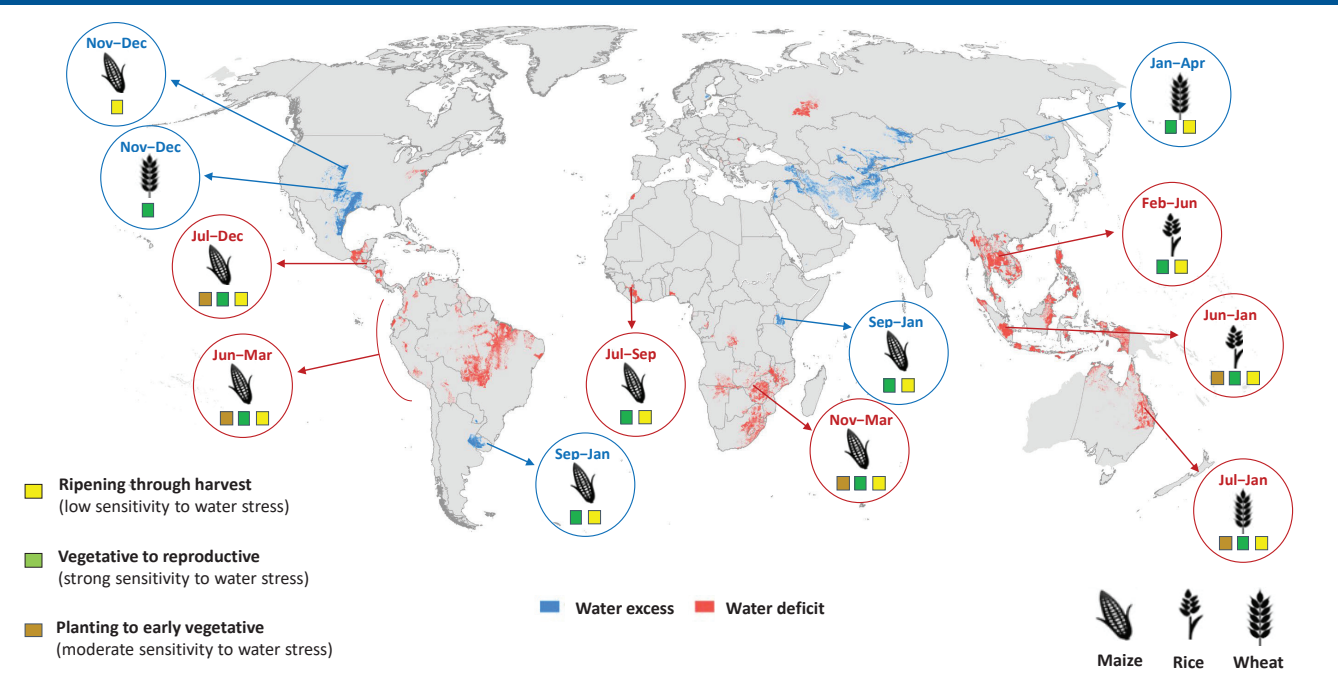 Nov–Dec
Jan–Apr
Nov–Dec
Feb–Jun
Jul–Dec
Sep–Jan
Jun–Jan
Jun–Mar
Jul–Sep
Nov–Mar
Sep–Jan
Jul–Jan
Ripening through harvest
(low sensitivity to water stress)
Vegetative to reproductive
(strong sensitivity to water stress)
Planting to early vegetative
(moderate sensitivity to water stress)
Water excess
Water deficit
Maize
Rice
Wheat